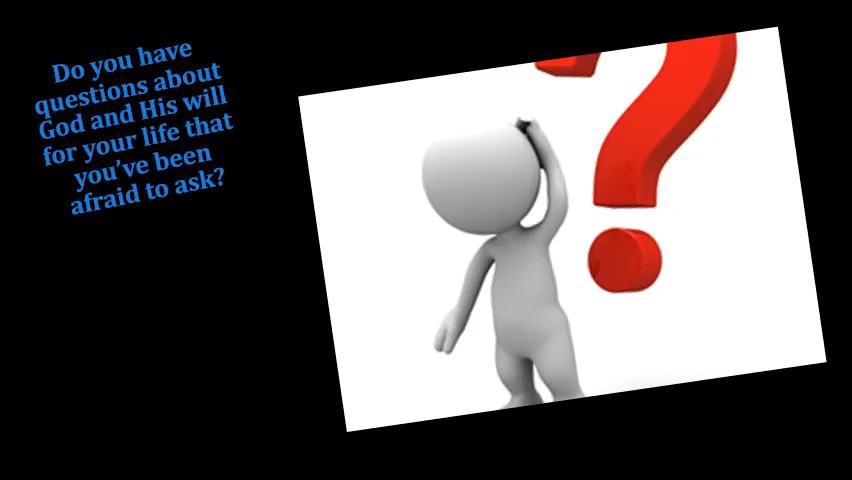 Do you have
questions about
God and His will
for your life that
you’ve been
afraid to ask?